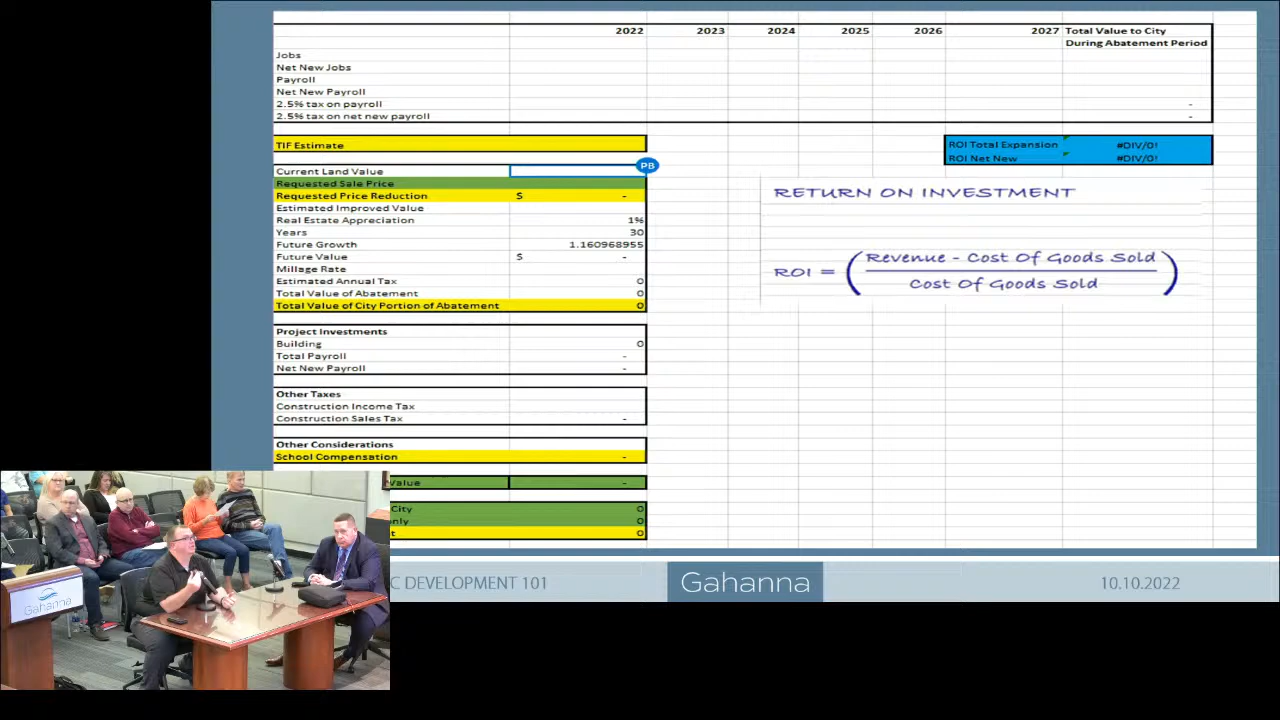 2022 2023 2024 2025 2026 2027 Total Value to City
During Abatement Period
Jobs
Net New Jobs
Payroll
Net New Payroll
2.5% tax on payroll -
2.5% tax on net new payroll -
TIF Estimate
ROI Total Expansion #DIV/0!
ROI Net New #DIV/0!
PB
Current Land Value
Requested Sale Price
Requested Price Reduction $ -
Estimated Improved Value
Real Estate Appreciation 1%
Years 30
Future Growth 1.160968955
Future Value $ -
Millage Rate
Estimated Annual Tax 0
Total Value of Abatement 0
Total Value of City Portion of Abatement 0
RETURN ON INVESTMENT
ROI = ( Revenue - Cost Of Goods Sold
Cost Of Goods Sold )
Project Investments
Building 0
Total Payroll -
Net New Payroll -
Other Taxes
Construction Income Tax
Construction Sales Tax -
Other Considerations
School Compensation -
Value -
City 0
only 0
t 0
C DEVELOPMENT 101
Gahanna
10.10.2022
Gahanna